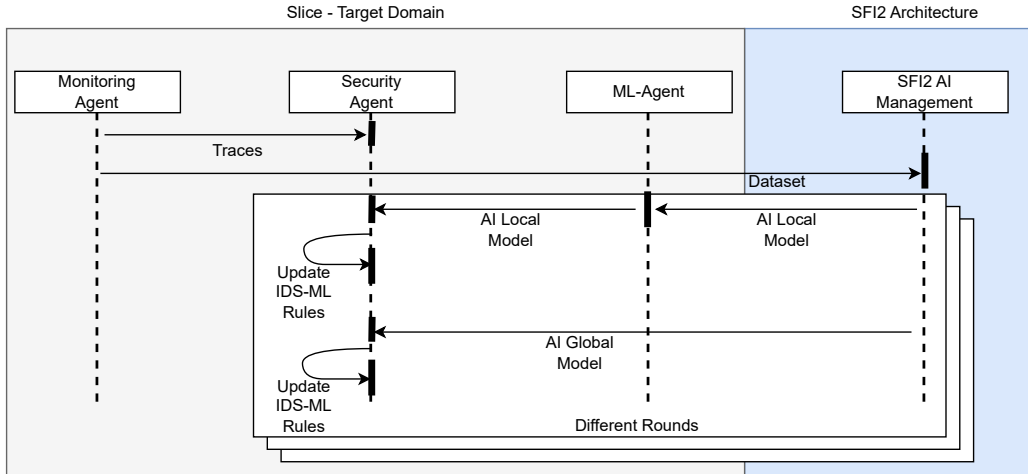 Slice - Target Domain
SFI2 Architecture
Monitoring
Agent
Security
Agent
ML-Agent
SFI2 AI
Management
Traces
Dataset
AI Local
Model
AI Local
Model
Update
IDS-ML
Rules
AI Global
Model
Update
IDS-ML
Rules
Different Rounds